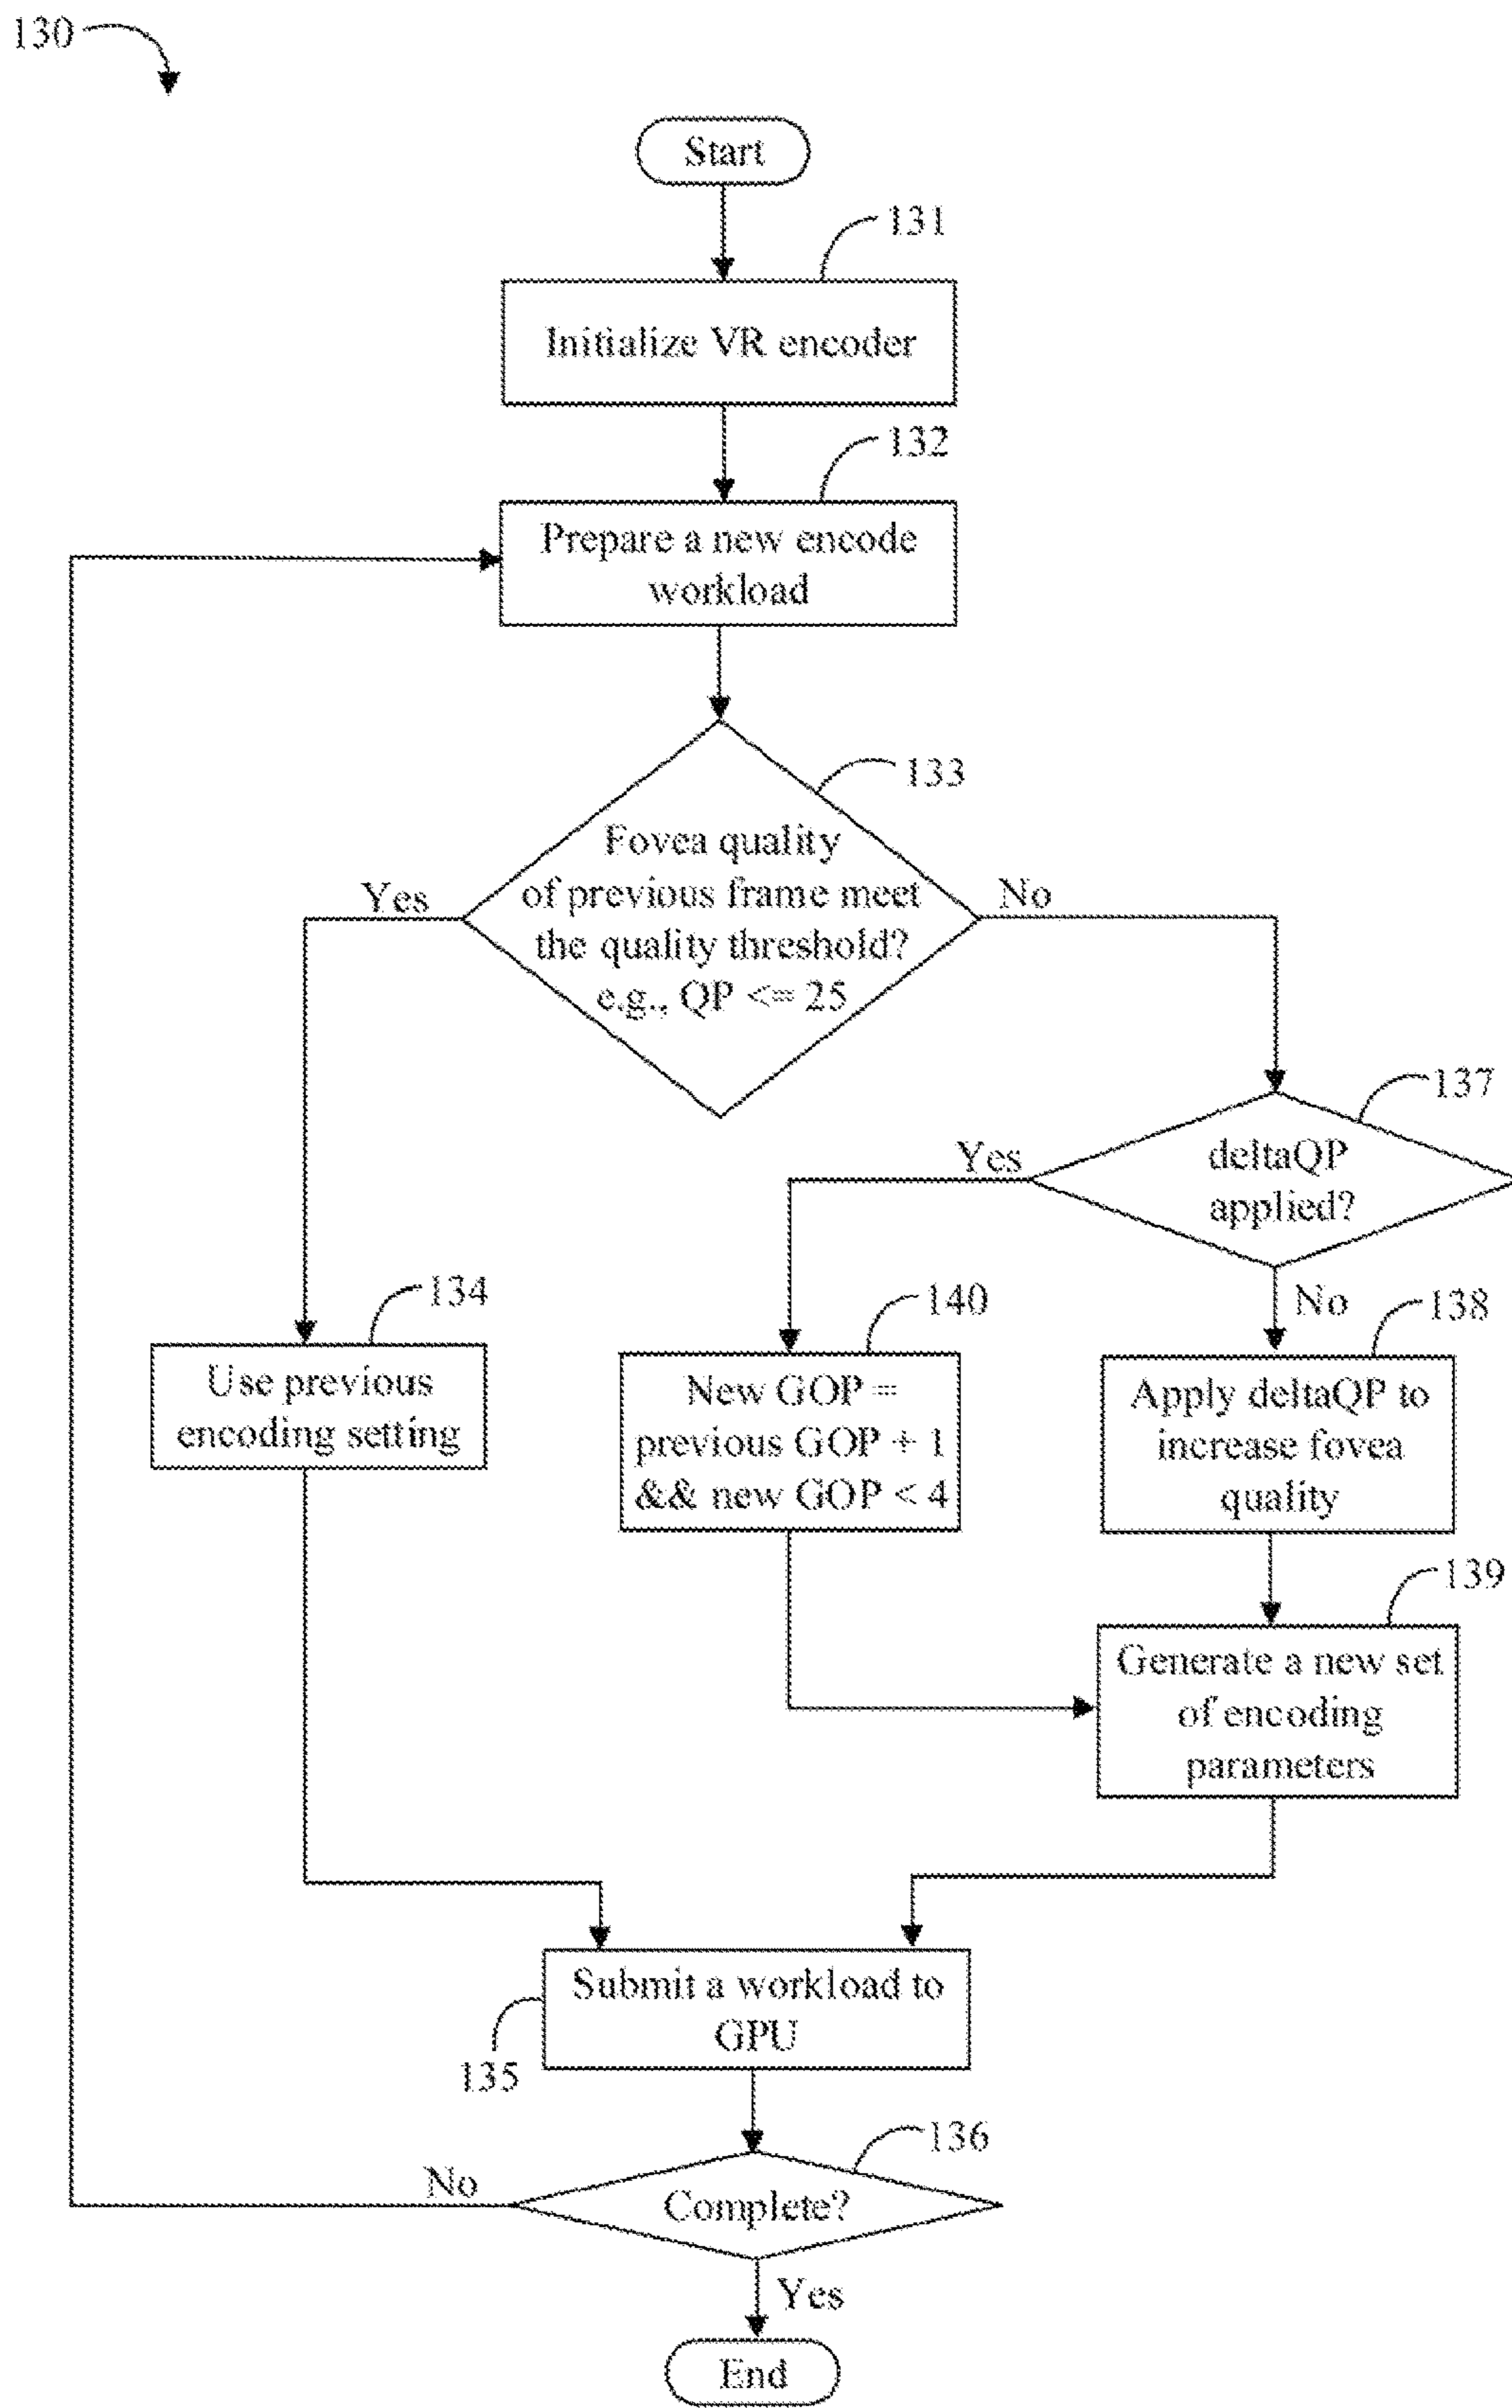 130
Start
131
Initialize VR encoder
132
Prepare a new encode
workload
133
Fovea quality
of previous frame meet
the quality threshold?
e.g., QP <= 25
Yes
No
137
deltaQP
applied?
Yes
No
134
Use previous
encoding setting
140
New GOP =
previous GOP + 1
&& new GOP < 4
138
Apply deltaQP to
increase fovea
quality
139
Generate a new set
of encoding
parameters
Submit a workload to
GPU
135
136
Complete?
No
Yes
End